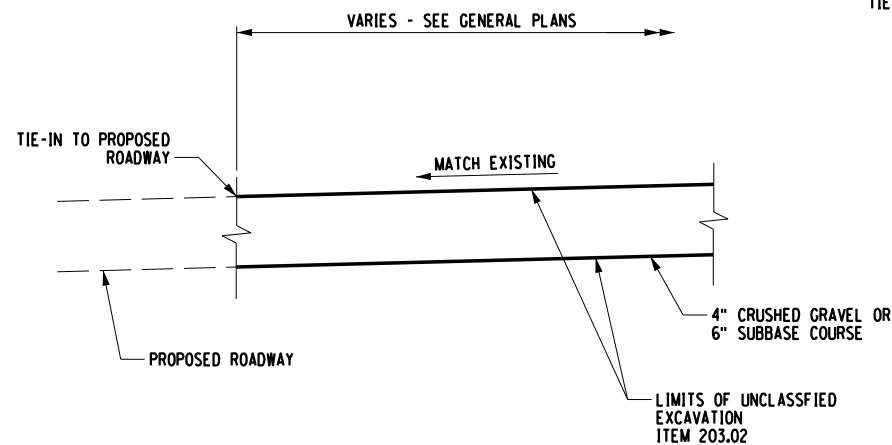 TIE
VARIES - SEE GENERAL PLANS
TIE-IN TO PROPOSED
ROADWAY
MATCH EXISTING
4" CRUSHED GRAVEL OR
6" SUBBASE COURSE
PROPOSED ROADWAY
LIMITS OF UNCLASSFIED
EXCAVATION
ITEM 203.02